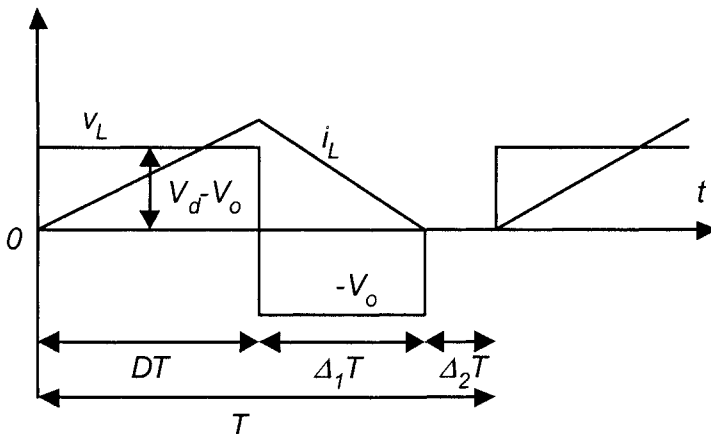 v_L
i_L
V_d-V_o
t
0
-V_o
DT
Δ_1T
Δ_2T
T